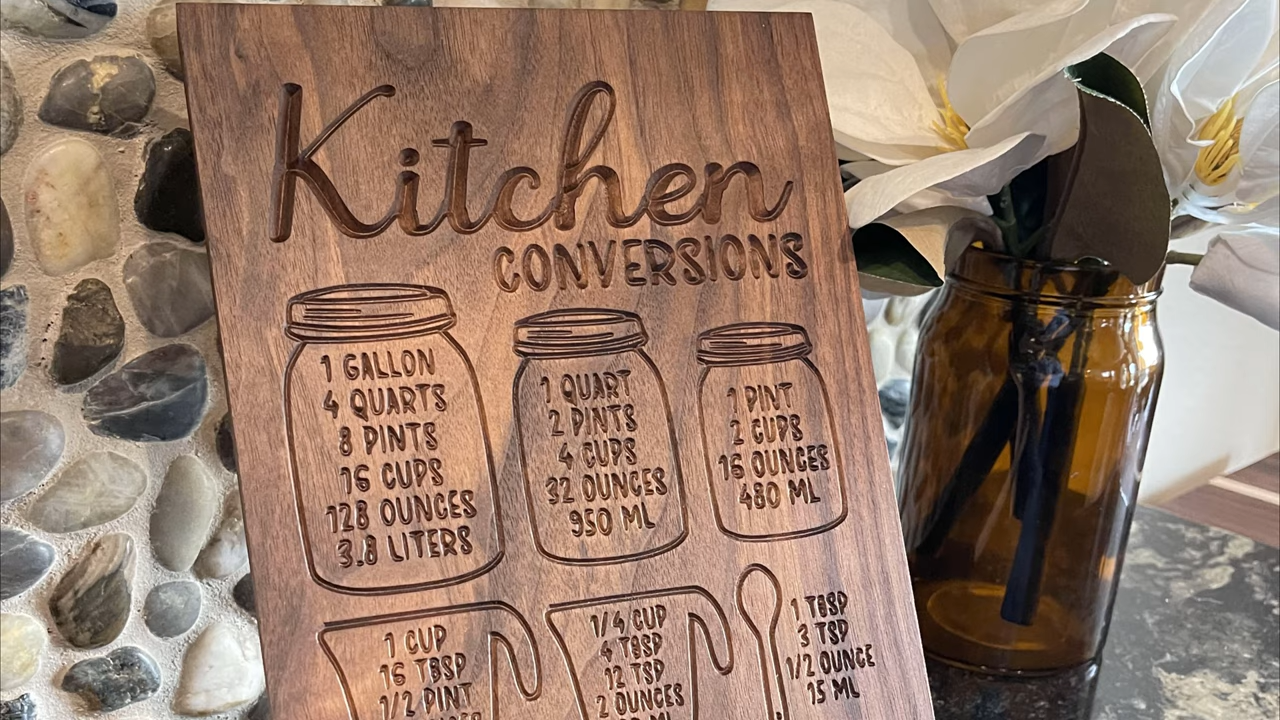 Kitchen
CONVERSIONS
1 GALLON
4 QUARTS
8 PINTS
16 CUPS
128 OUNCES
3.8 LITERS
1 QUART
2 PINTS
4 CUPS
32 OUNCES
950 ML
1 PINT
2 CUPS
16 OUNCES
480 ML
1 CUP
16 TBSP
1/2 PINT
1/4 CUP
4 TBSP
12 TSP
2 OUNCES
ML
1 TBSP
3 TSP
1/2 OUNCE
15 ML